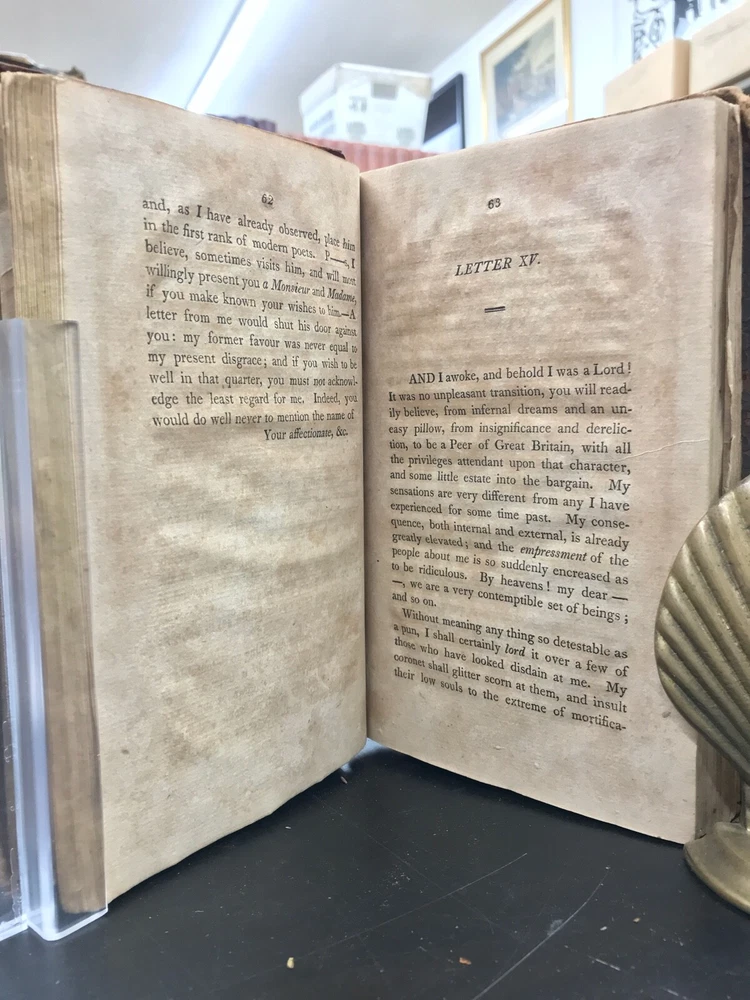 62
and, as I have already observed, place him
in the first rank of modern poets. P——s, I
believe, sometimes visits him, and will most
willingly present you a Monsieur and Madame,
if you make known your wishes to him.—A
letter from me would shut his door against
you: my former favour was never equal to
my present disgrace; and if you wish to be
well in that quarter, you must not acknowl-
edge the least regard for me. Indeed, you
would do well never to mention the name of
Your affectionate, &c.
63
LETTER XV.
AND I awoke, and behold I was a Lord!
It was no unpleasant transition, you will read-
ily believe, from infernal dreams and an un-
easy pillow, from insignificance and derelic-
tion, to be a Peer of Great Britain, with all
the privileges attendant upon that character,
and some little estate into the bargain. My
sensations are very different from any I have
experienced for some time past. My conse-
quence, both internal and external, is already
greatly elevated; and the empressment of the
people about me is so suddenly encreased as
to be ridiculous. By heavens! my dear —
—, we are a very contemptible set of beings;
and so on.
Without meaning any thing so detestable as
a pun, I shall certainly lord it over a few of
those who have looked disdain at me. My
coronet shall glitter scorn at them, and insult
their low souls to the extreme of mortifica-